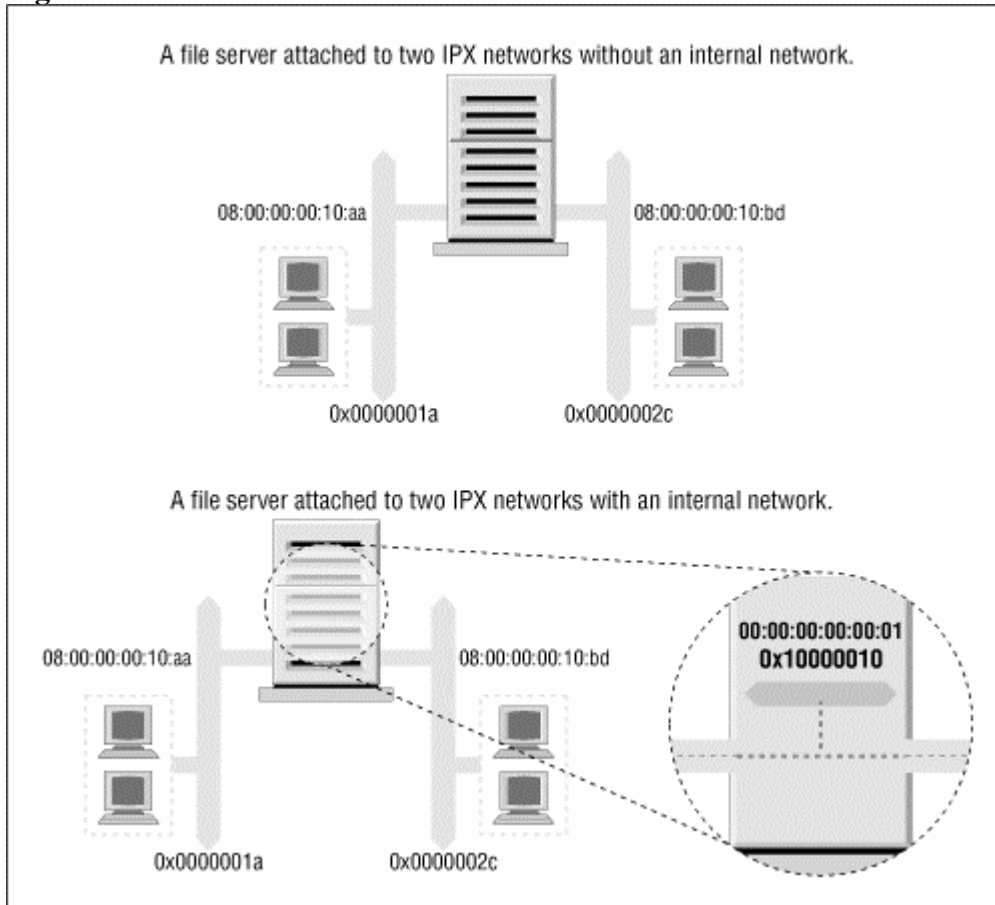 A file server attached to two IPX networks without an internal network.
08:00:00:00:10:aa
08:00:00:00:10:bd
0x0000001a
0x0000002c
A file server attached to two IPX networks with an internal network.
00:00:00:00:00:01
0x10000010
08:00:00:00:10:aa
08:00:00:00:10:bd
0x0000001a
0x0000002c